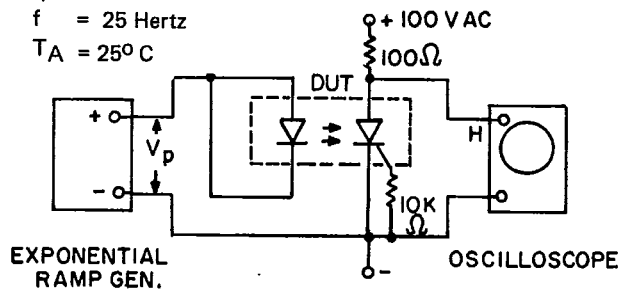 f = 25 Hertz
TA = 25° C
+ 100 V AC
100Ω
DUT
+
Vp
-
H
10K
Ω
EXPONENTIAL
RAMP GEN.
-
OSCILLOSCOPE